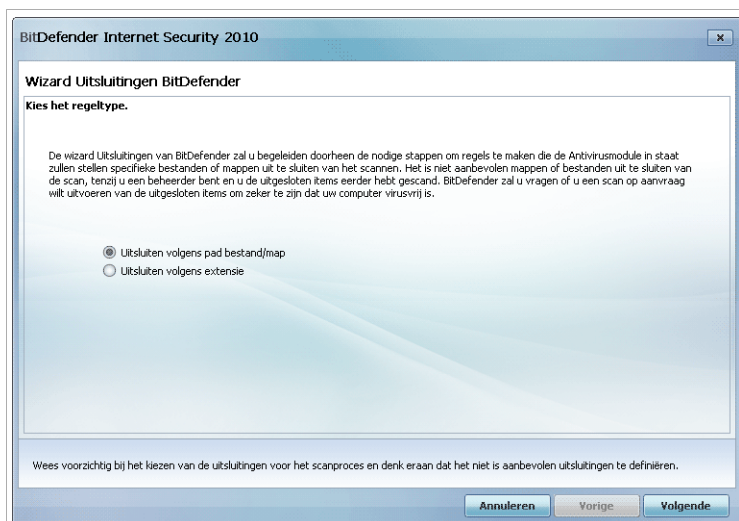 BitDefender Internet Security 2010
x
Wizard Uitsluitingen BitDefender
Kies het regeltype.
De wizard Uitsluitingen van BitDefender zal u begeleiden doorheen de nodige stappen om regels te maken die de Antivirusmodule in staat
zullen stellen specifieke bestanden of mappen uit te sluiten van het scannen. Het is niet aanbevolen mappen of bestanden uit te sluiten van
de scan, tenzij u een beheerder bent en u de uitgesloten items eerder hebt gescand. BitDefender zal u vragen of u een scan op aanvraag
wilt uitvoeren van de uitgesloten items om zeker te zijn dat uw computer virusvrij is.
Uitsluiten volgens pad bestand/map
Uitsluiten volgens extensie
Wees voorzichtig bij het kiezen van de uitsluitingen voor het scanproces en denk eraan dat het niet is aanbevolen uitsluitingen te definiëren.
Annuleren Vorige Volgende